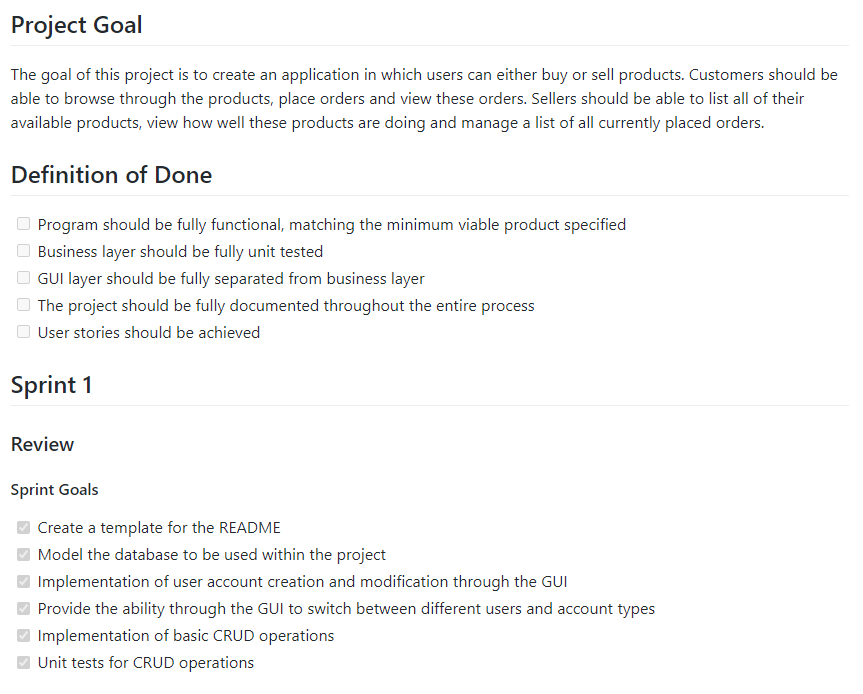 Project Goal
The goal of this project is to create an application in which users can either buy or sell products. Customers should be
able to browse through the products, place orders and view these orders. Sellers should be able to list all of their
available products, view how well these products are doing and manage a list of all currently placed orders.
Definition of Done
Program should be fully functional, matching the minimum viable product specified
Business layer should be fully unit tested
GUI layer should be fully separated from business layer
The project should be fully documented throughout the entire process
User stories should be achieved
Sprint 1
Review
Sprint Goals
Create a template for the README
Model the database to be used within the project
Implementation of user account creation and modification through the GUI
Provide the ability through the GUI to switch between different users and account types
Implementation of basic CRUD operations
Unit tests for CRUD operations